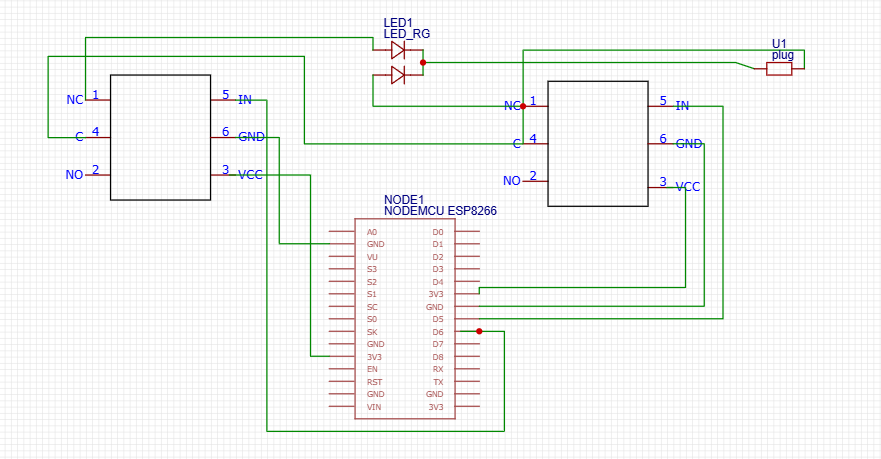 LED1
LED_RG
U1
plug
NC 1
5 IN
C 4
6 GND
NO 2
3 VCC
NC 1
5 IN
C 4
6 GND
NO 2
3 VCC
NODE1
NODEMCU ESP8266
A0 D0
GND D1
VU D2
S3 D3
S2 D4
S1 3V3
SC GND
S0 D5
SK D6
GND D7
3V3 D8
EN RX
RST TX
GND GND
VIN 3V3